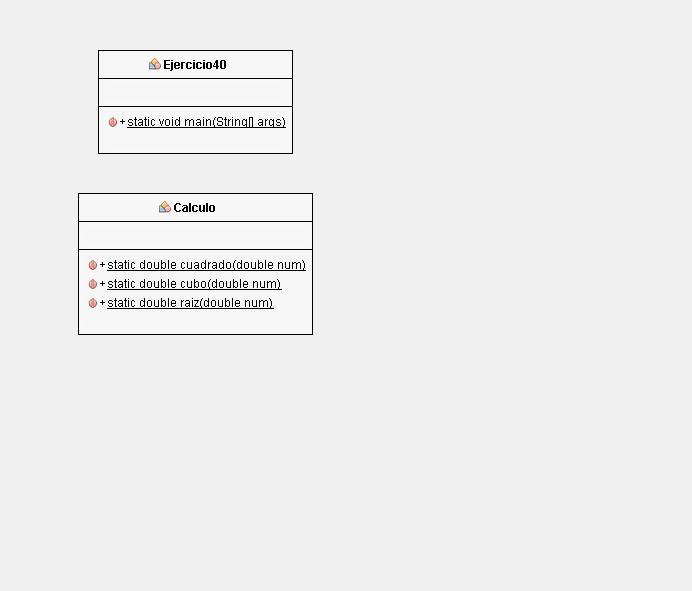 Ejercicio40
+ static void main(String[] args)
Calculo
+ static double cuadrado(double num)
+ static double cubo(double num)
+ static double raiz(double num)